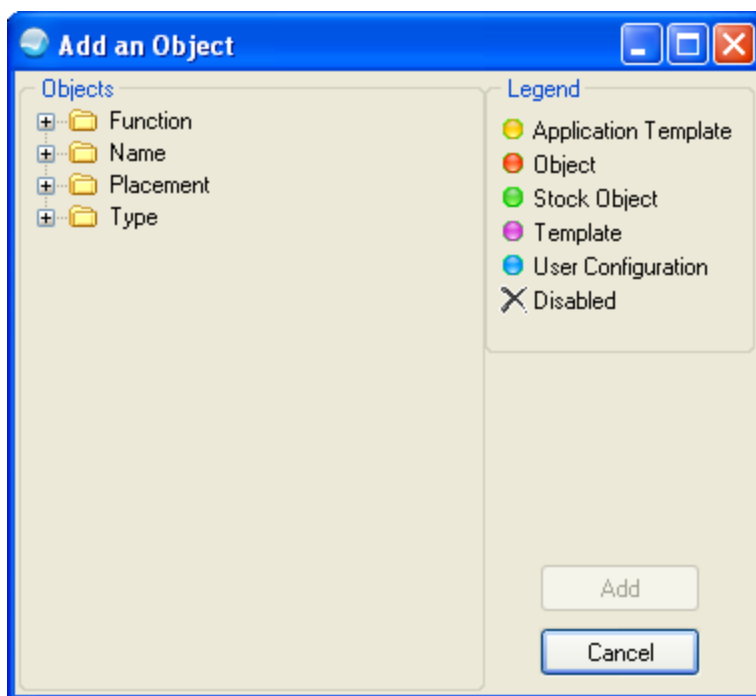 Add an Object
Objects
Function
Name
Placement
Type
Legend
Application Template
Object
Stock Object
Template
User Configuration
Disabled
Add
Cancel